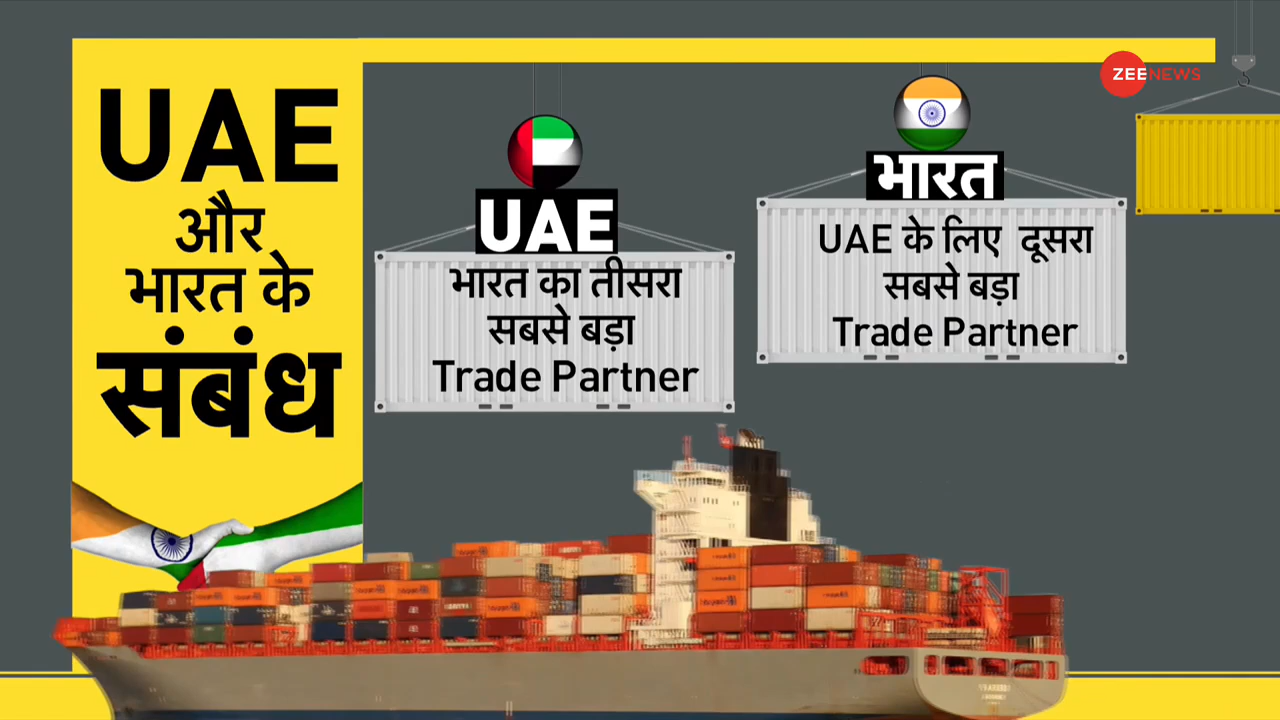 UAE
और
भारत के
संबंध
UAE
भारत का तीसरा
सबसे बड़ा
Trade Partner
भारत
UAE के लिए दूसरा
सबसे बड़ा
Trade Partner
ZEENEWS